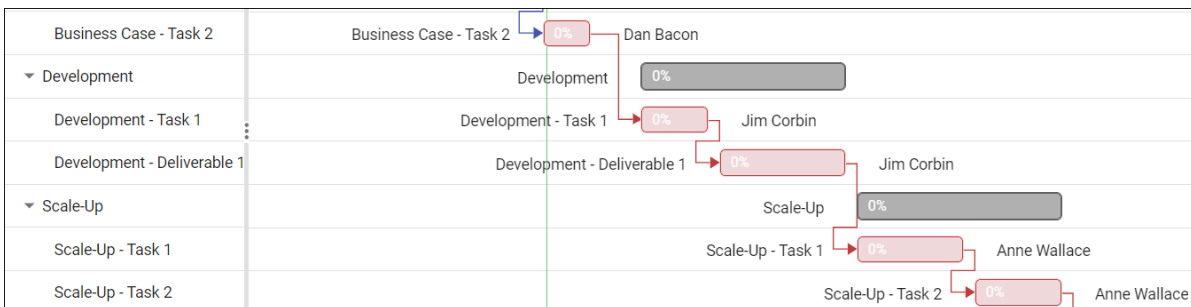 Business Case - Task 2 Business Case - Task 2 0% Dan Bacon
Development Development 0%
Development - Task 1 Development - Task 1 0% Jim Corbin
Development - Deliverable 1 Development - Deliverable 1 0% Jim Corbin
Scale-Up Scale-Up 0%
Scale-Up - Task 1 Scale-Up - Task 1 0% Anne Wallace
Scale-Up - Task 2 Scale-Up - Task 2 0% Anne Wallace